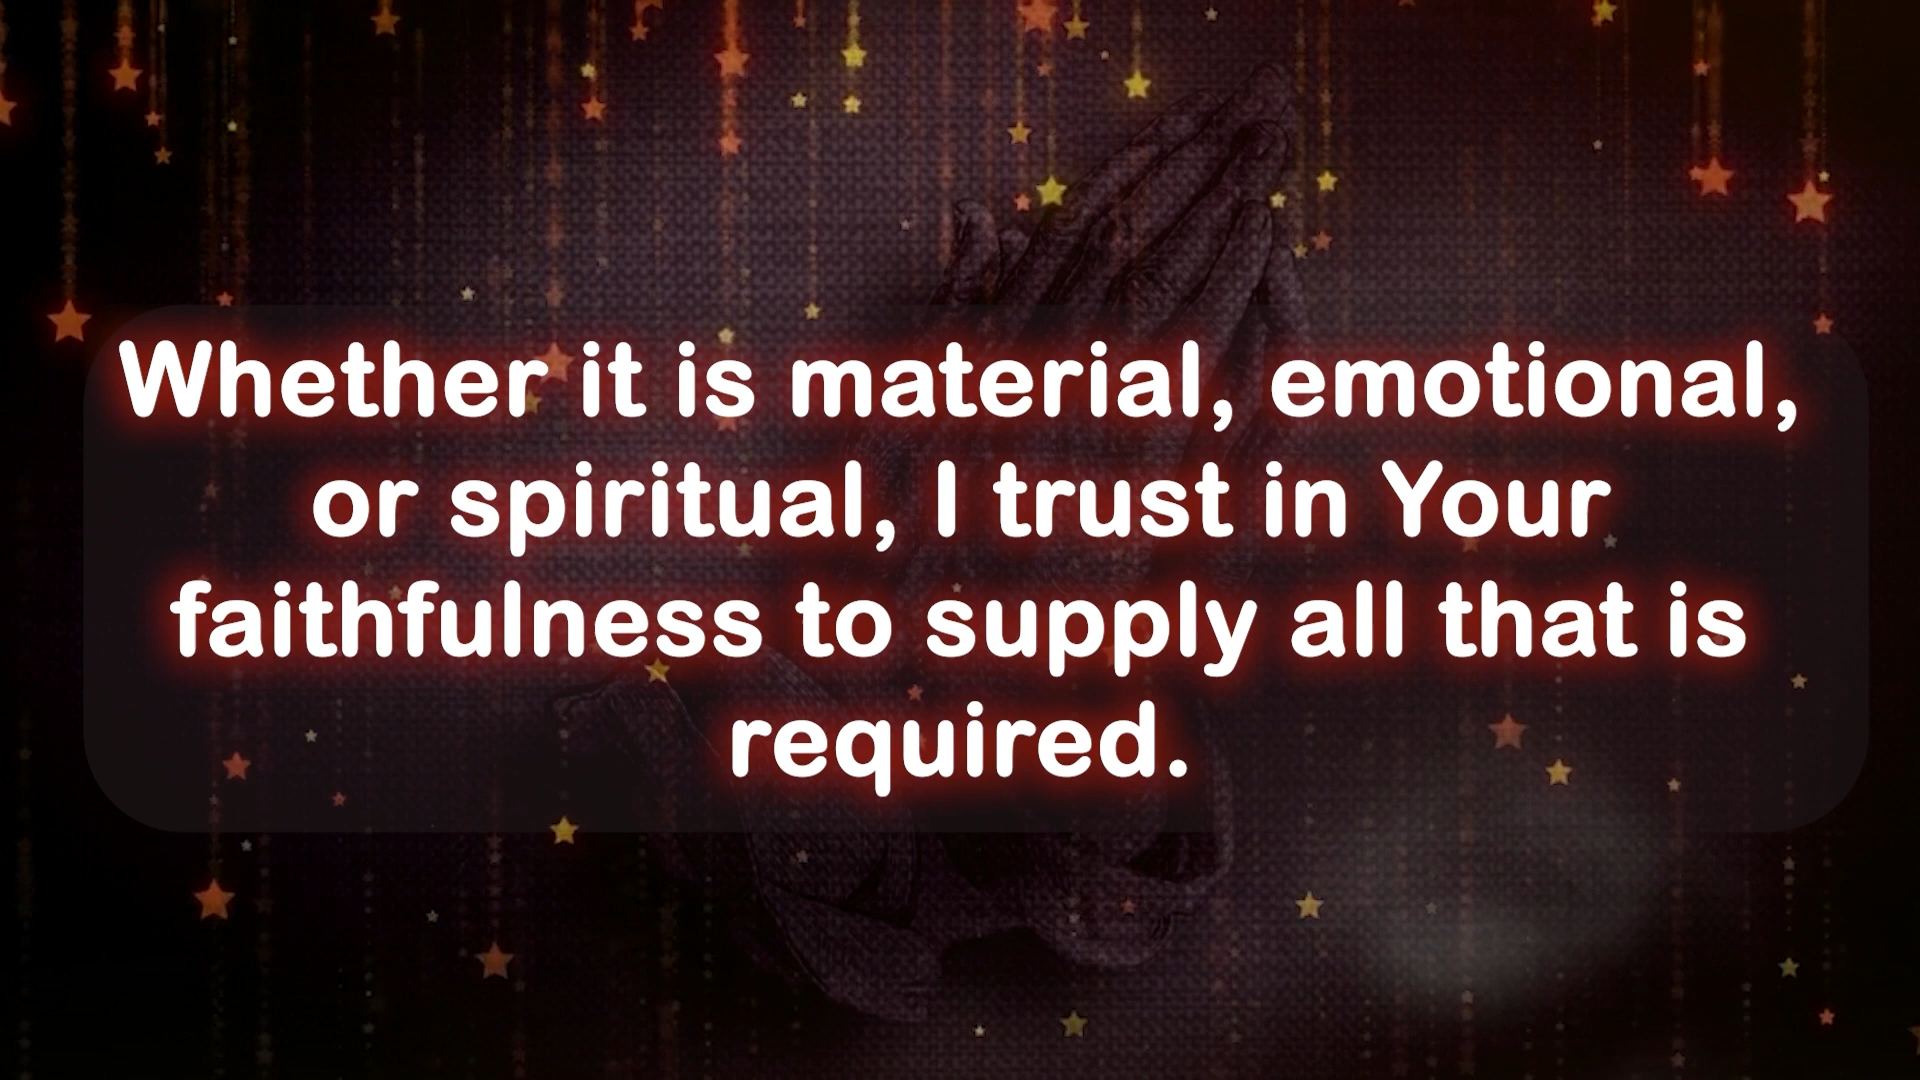 Whether it is material, emotional,
or spiritual, I trust in Your
faithfulness to supply all that is
required.